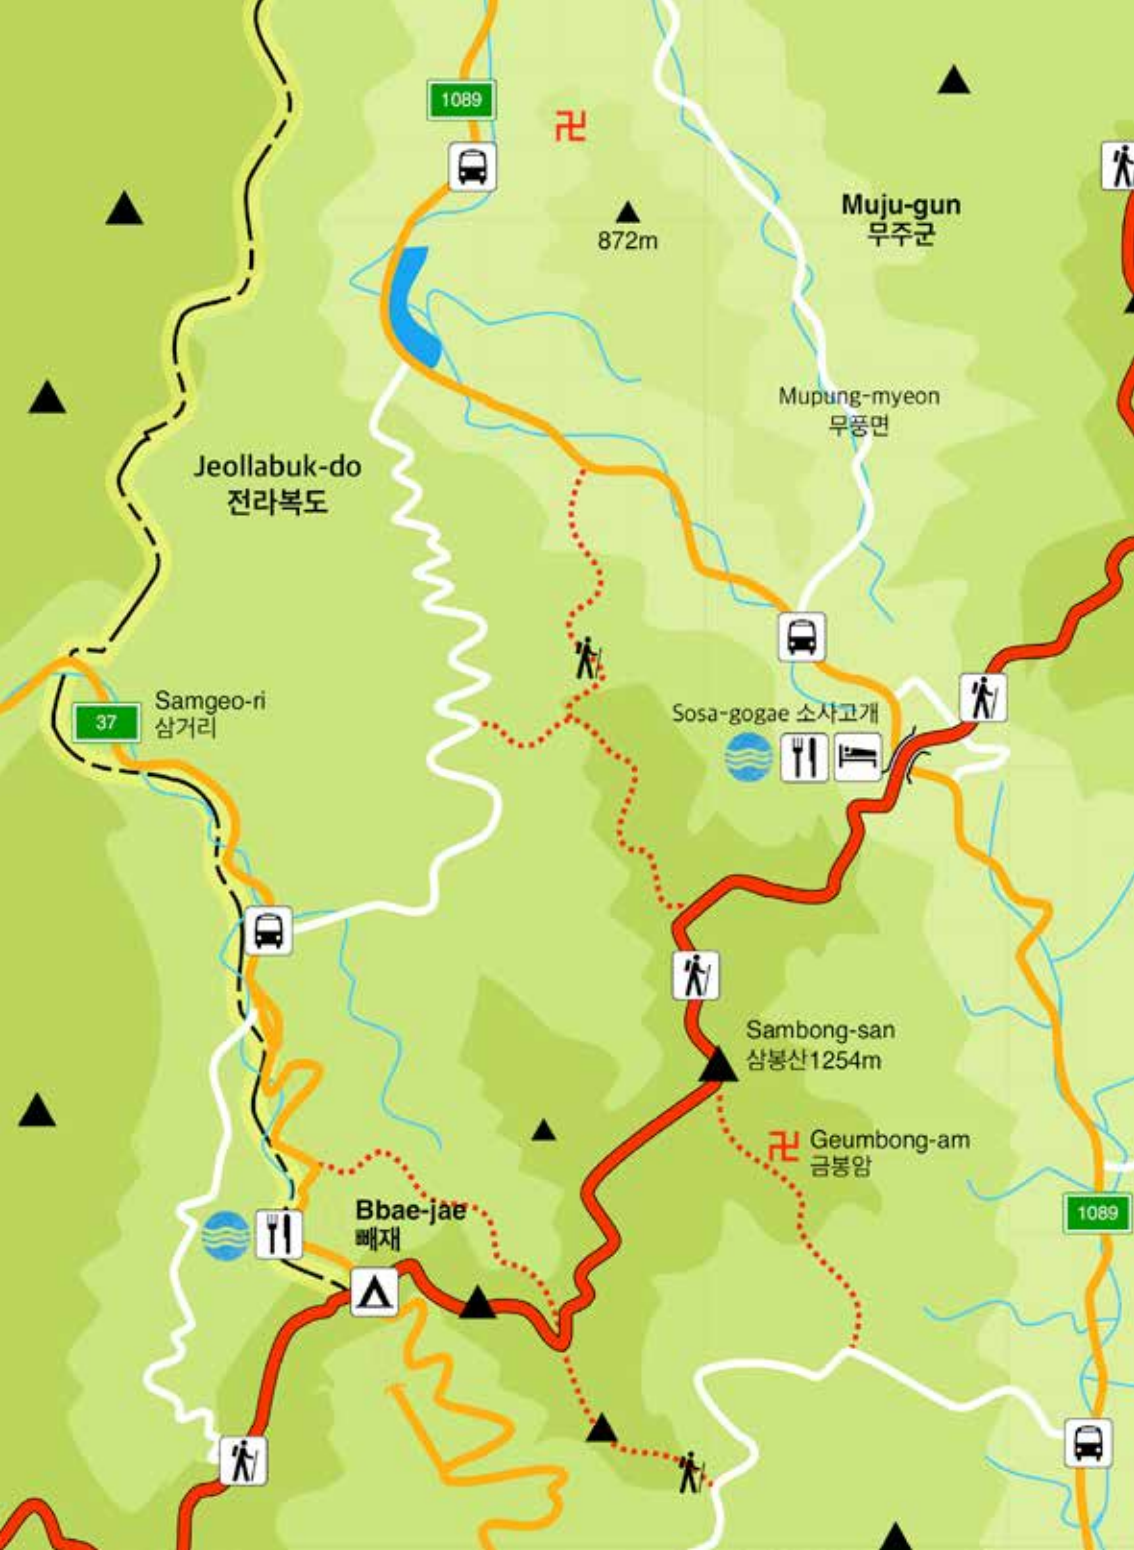 1089
卍
872m
Muju-gun
무주군
Mupung-myeon
무풍면
Jeollabuk-do
전라복도
Samgeo-ri
삼거리
37
Sosa-gogae 소사고개
Sambong-san
삼봉산1254m
卍 Geumbong-am
금봉암
Bbae-jae
빼재
1089